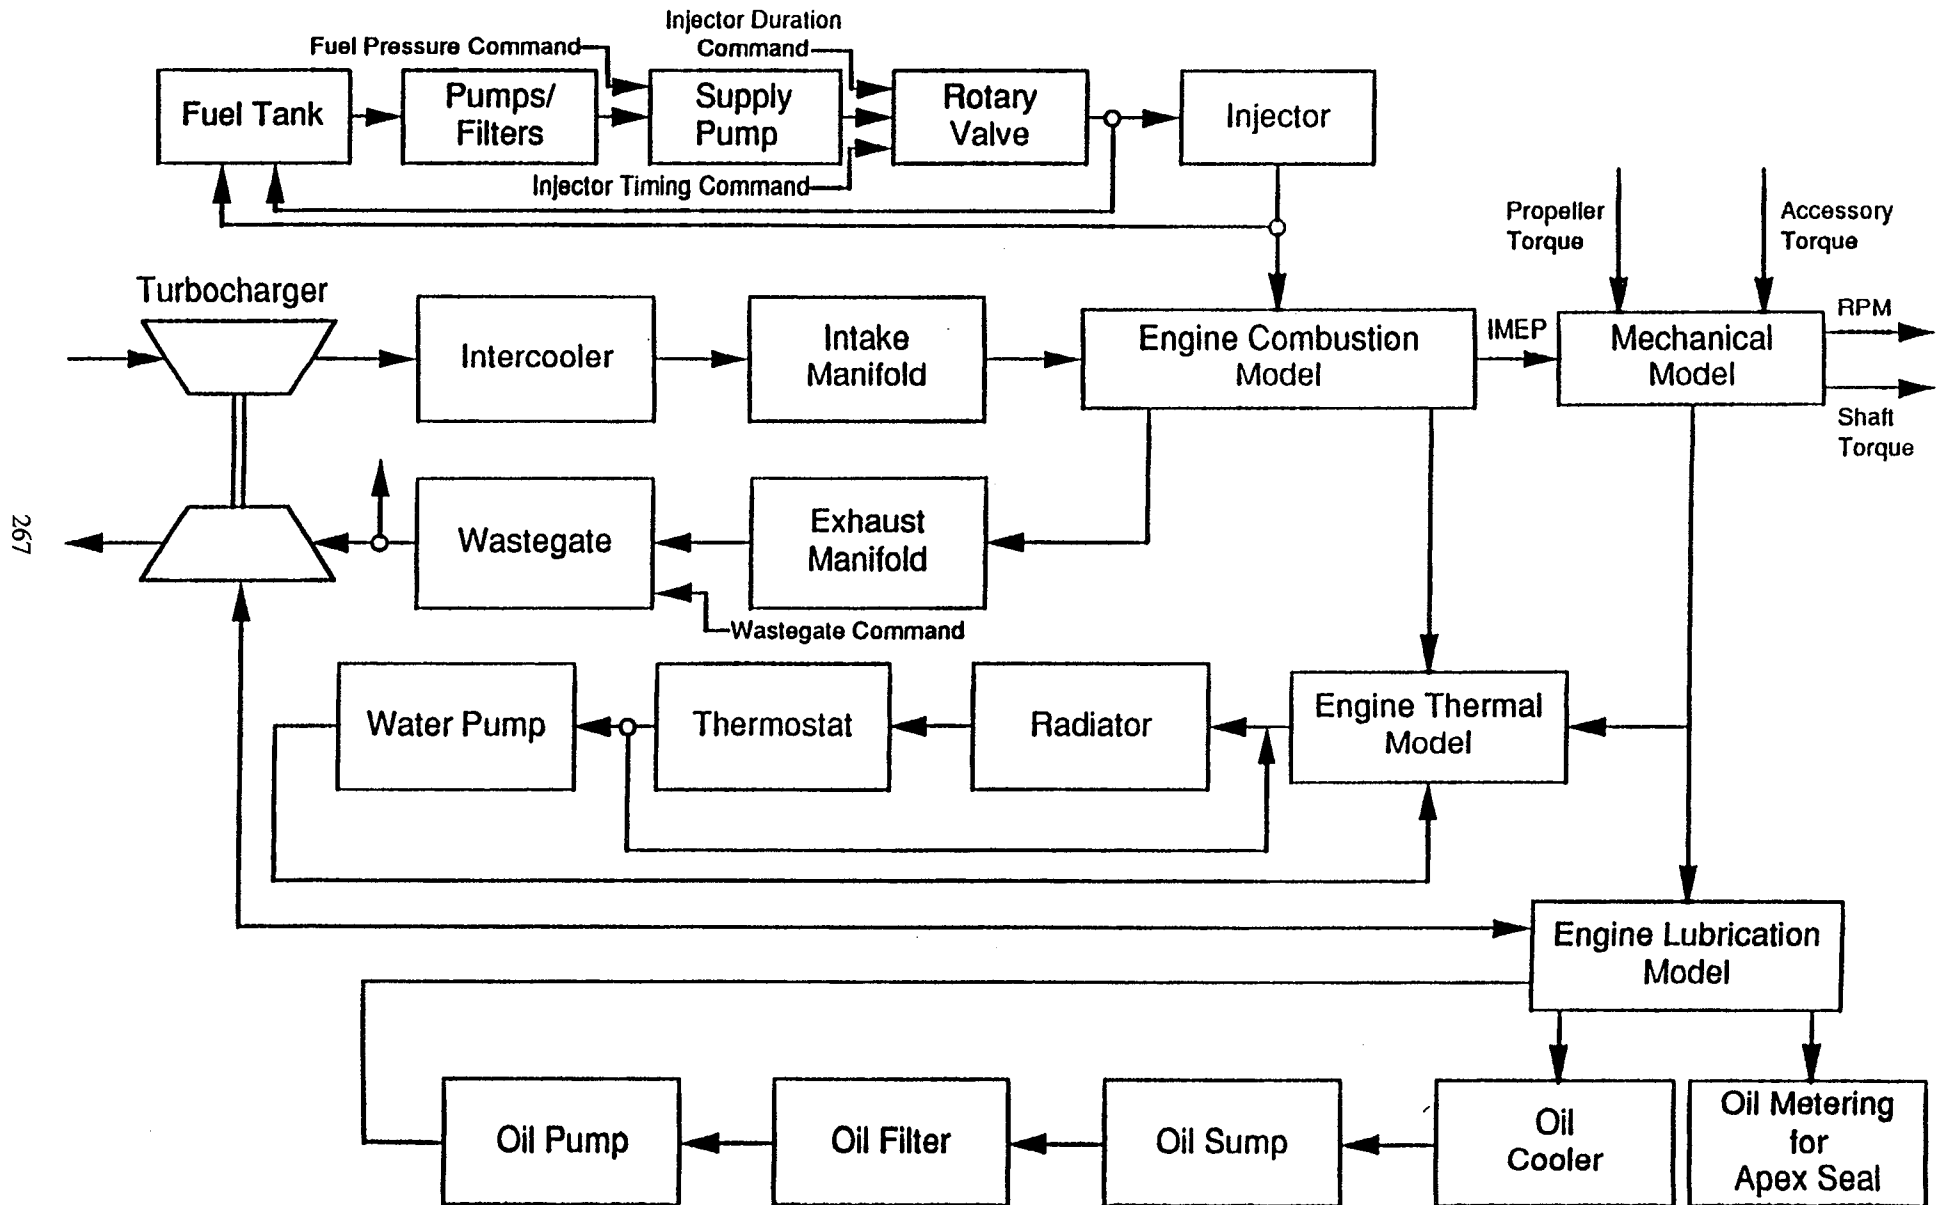 Injector Duration
Command
Fuel Pressure Command
Fuel Tank
Pumps/
Filters
Supply
Pump
Rotary
Valve
Injector
Injector Timing Command
Propeller
Torque
Accessory
Torque
Turbocharger
Intercooler
Intake
Manifold
Engine Combustion
Model
IMEP
Mechanical
Model
RPM
Shaft
Torque
267
Wastegate
Exhaust
Manifold
Wastegate Command
Water Pump
Thermostat
Radiator
Engine Thermal
Model
Engine Lubrication
Model
Oil Pump
Oil Filter
Oil Sump
Oil
Cooler
Oil Metering
for
Apex Seal